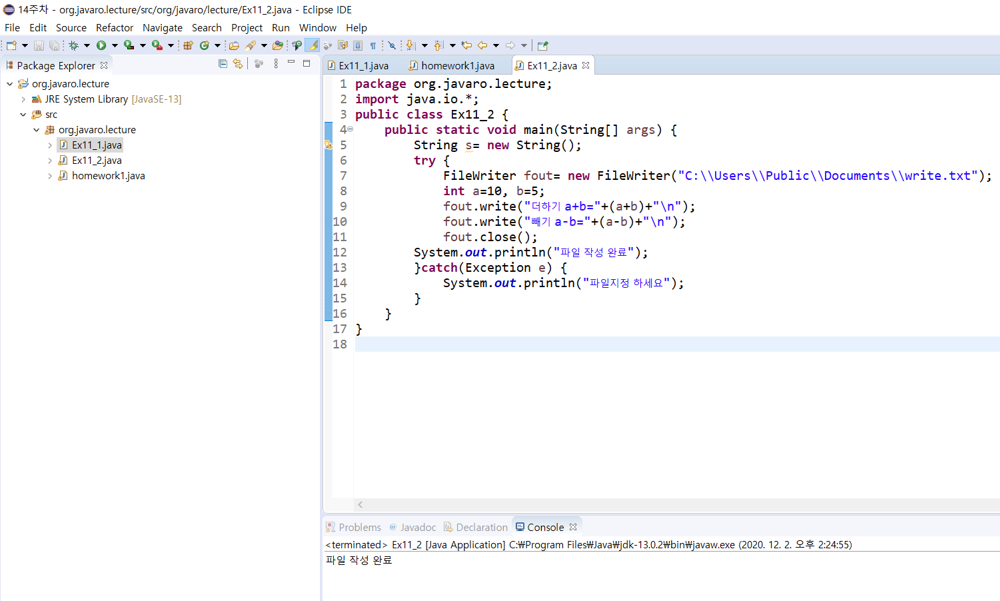 14주차 - org.javaro.lecture/src/org/javaro/lecture/Ex11_2.java - Eclipse IDE
File Edit Source Refactor Navigate Search Project Run Window Help
Package Explorer
org.javaro.lecture
JRE System Library [JavaSE-13]
src
org.javaro.lecture
Ex11_1.java
Ex11_2.java
homework1.java
Ex11_1.java homework1.java Ex11_2.java
1 package org.javaro.lecture;
2 import java.io.*;
3 public class Ex11_2 {
4 public static void main(String[] args) {
5 String s= new String();
6 try {
7 FileWriter fout= new FileWriter("C:\\Users\\Public\\Documents\\write.txt");
8 int a=10, b=5;
9 fout.write("더하기 a+b="+(a+b)+"\n");
10 fout.write("빼기 a-b="+(a-b)+"\n");
11 fout.close();
12 System.out.println("파일 작성 완료");
13 }catch(Exception e) {
14 System.out.println("파일지정 하세요");
15 }
16 }
17 }
18
Problems Javadoc Declaration Console
<terminated> Ex11_2 [Java Application] C:₩Program Files₩Java₩jdk-13.0.2₩bin₩javaw.exe (2020. 12. 2. 오후 2:24:55)
파일 작성 완료